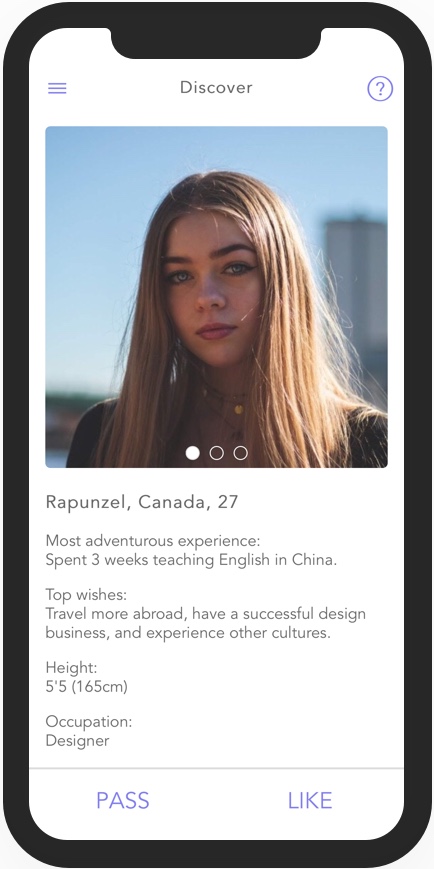 Discover
?
Rapunzel, Canada, 27
Most adventurous experience:
Spent 3 weeks teaching English in China.
Top wishes:
Travel more abroad, have a successful design
business, and experience other cultures.
Height:
5'5 (165cm)
Occupation:
Designer
PASS LIKE